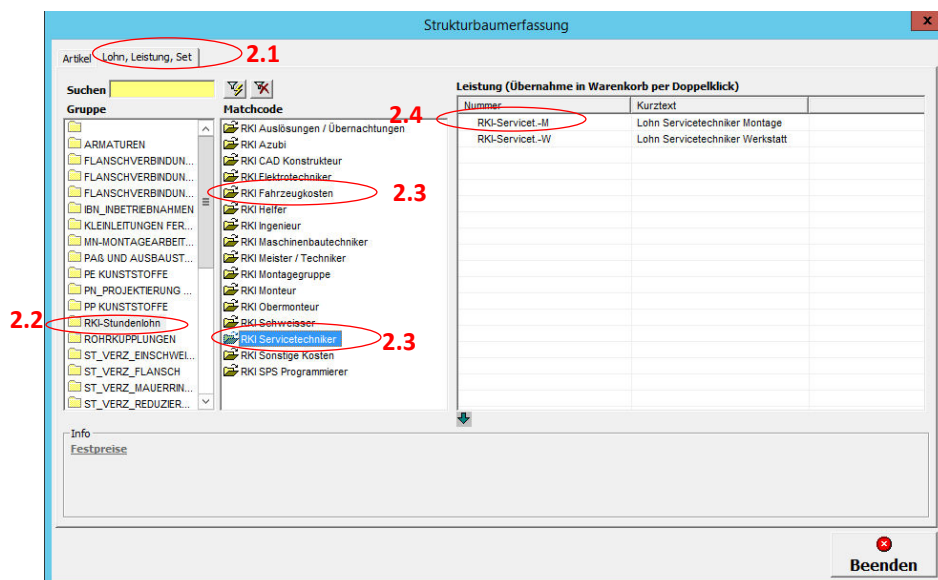 Strukturbaumerfassung
x
Artikel
Lohn, Leistung, Set
2.1
Suchen
Gruppe
ARMATUREN
FLANSCHVERBINDUN...
FLANSCHVERBINDUN...
FLANSCHVERBINDUN...
IBN_INBETRIEBNAHMEN
KLEINLEITUNGEN FER...
MN-MONTAGEARBEIT...
PAß UND AUSBAUST...
PE KUNSTSTOFFE
PN_PROJEKTIERUNG ...
PP KUNSTSTOFFE
2.2
RKI-Stundenlohn
ROHRKUPPLUNGEN
ST_VERZ_EINSCHWEI...
ST_VERZ_FLANSCH
ST_VERZ_MAUERRIN...
ST_VERZ_REDUZIER...
Matchcode
RKI Auslösungen / Übernachtungen
RKI Azubi
RKI CAD Konstrukteur
RKI Elektrotechniker
RKI Fahrzeugkosten
2.3
RKI Helfer
RKI Ingenieur
RKI Maschinenbautechniker
RKI Meister / Techniker
RKI Montagegruppe
RKI Monteur
RKI Obermonteur
RKI Schweisser
RKI Servicetechniker
2.3
RKI Sonstige Kosten
RKI SPS Programmierer
Leistung (Übernahme in Warenkorb per Doppelklick)
Nummer Kurztext
2.4
RKI-Servicet.-M Lohn Servicetechniker Montage
RKI-Servicet.-W Lohn Servicetechniker Werkstatt
Info
Festpreise
Beenden